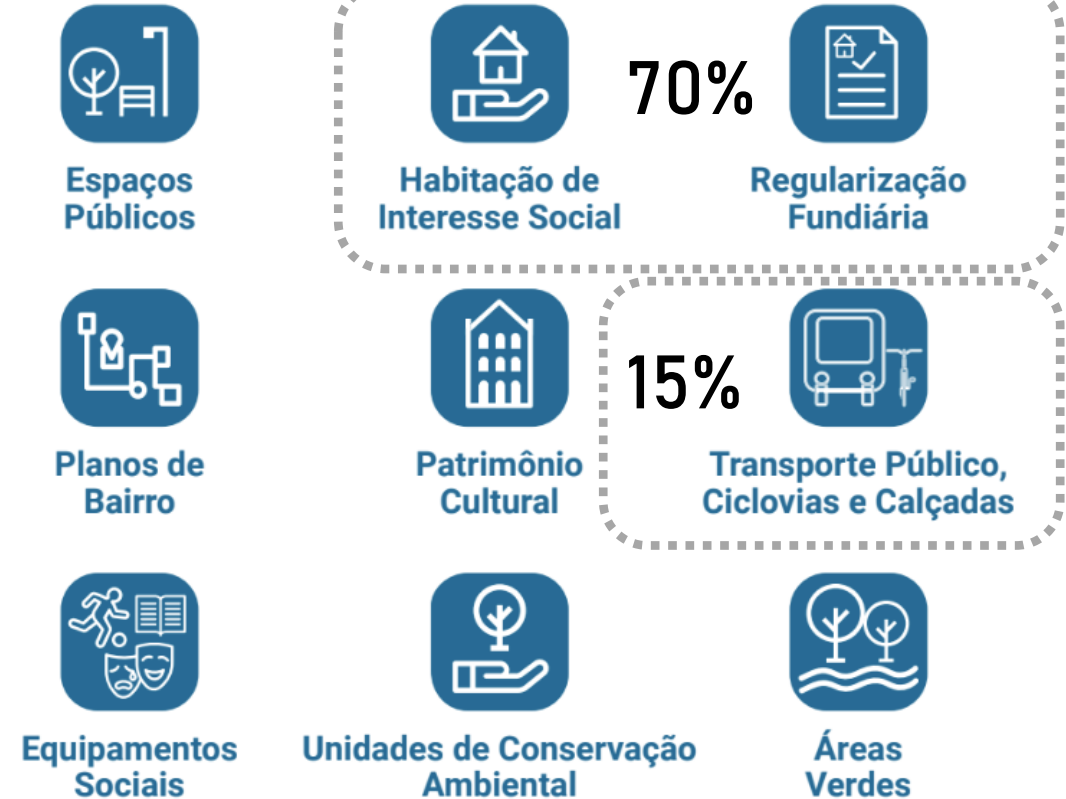 70%
Espaços
Públicos
Habitação de
Interesse Social
Regularização
Fundiária
15%
Planos de
Bairro
Patrimônio
Cultural
Transporte Público,
Ciclovias e Calçadas
Equipamentos
Sociais
Unidades de Conservação
Ambiental
Áreas
Verdes